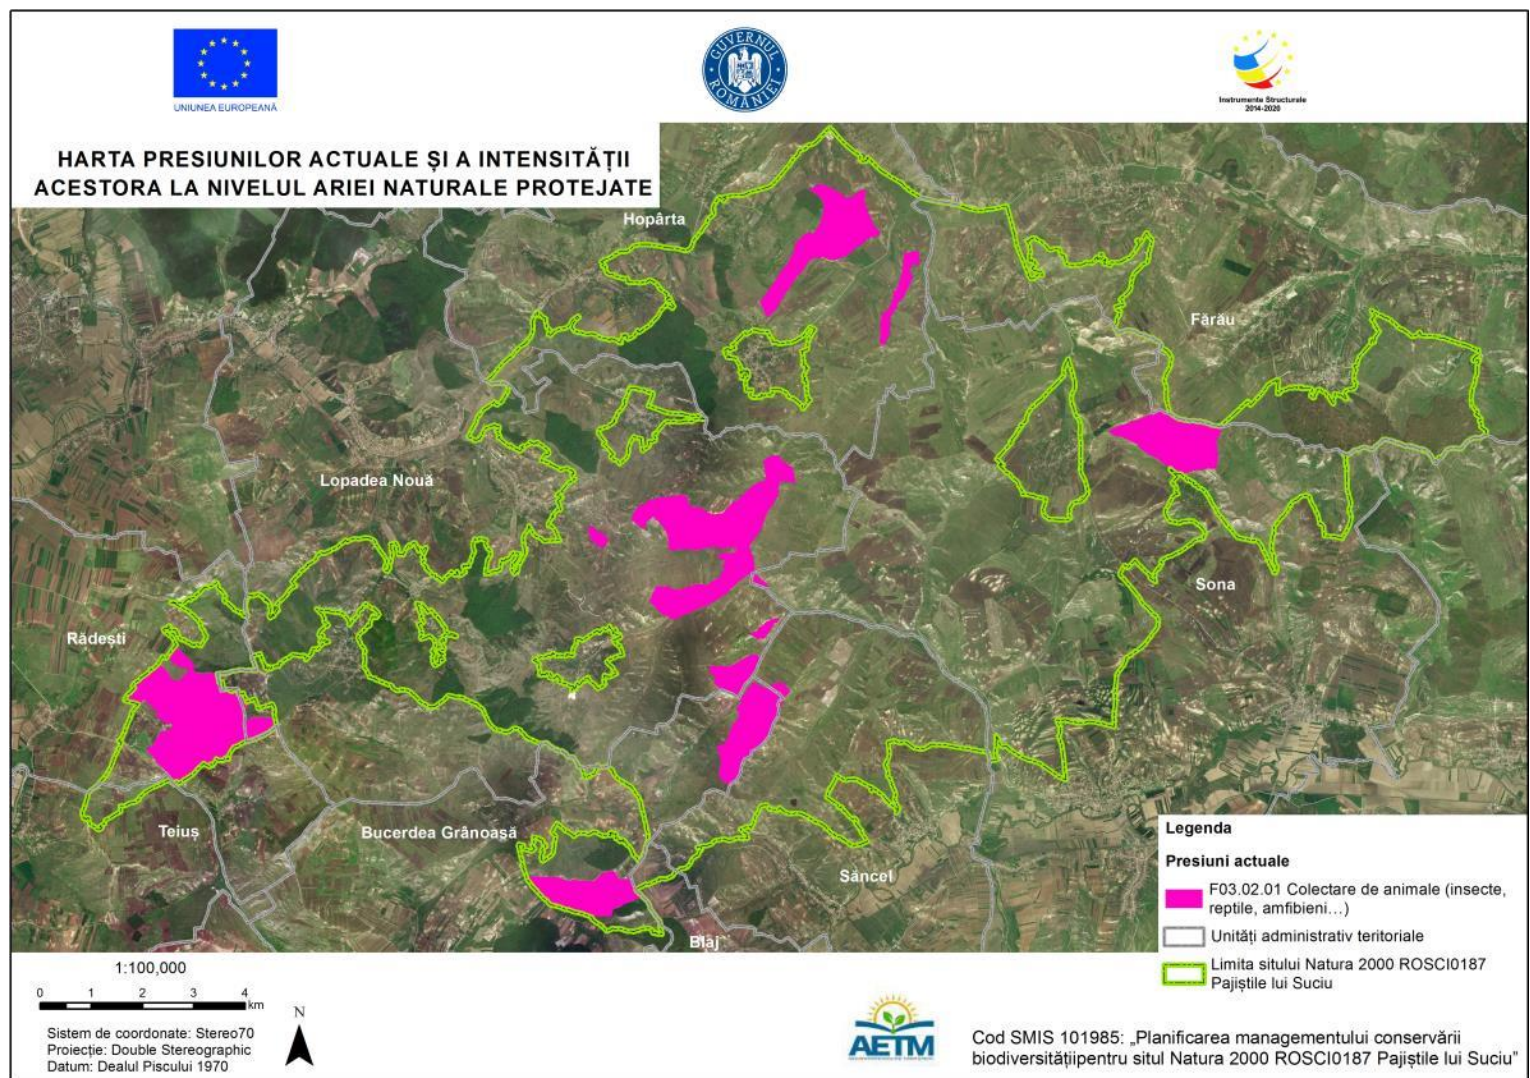 UNIUNEA EUROPEANĂ
GUVERNUL ROMÂNIEI
Instrumente Structurale
2014-2020
HARTA PRESIUNILOR ACTUALE ȘI A INTENSITĂȚII
ACESTORA LA NIVELUL ARIEI NATURALE PROTEJATE
Hopârta
Fărău
Lopadea Nouă
Sona
Rădești
Teiuș
Bucerdea Grânoașă
Sâncel
Blaj
Legenda
Presiuni actuale
F03.02.01 Colectare de animale (insecte,
reptile, amfibieni…)
Unități administrativ teritoriale
Limita sitului Natura 2000 ROSCI0187
Pajiștile lui Suciu
1:100,000
0 1 2 3 4
km
N
Sistem de coordonate: Stereo70
Proiecție: Double Stereographic
Datum: Dealul Piscului 1970
AETM
Cod SMIS 101985: „Planificarea managementului conservării
biodiversitățiipentru situl Natura 2000 ROSCI0187 Pajiștile lui Suciu”